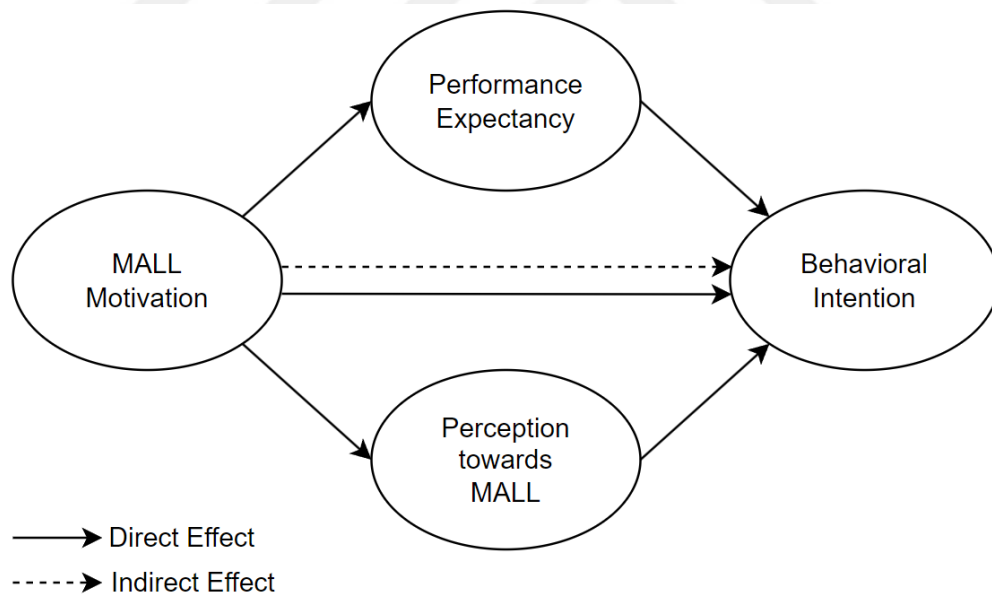 Performance
Expectancy
MALL
Motivation
Behavioral
Intention
Perception
towards
MALL
Direct Effect
Indirect Effect